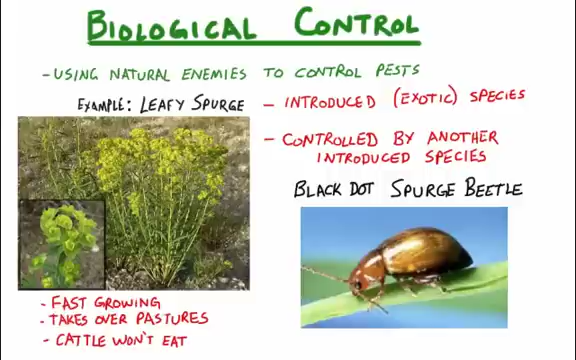 BIOLOGICAL CONTROL
- USING NATURAL ENEMIES TO CONTROL PESTS
EXAMPLE: LEAFY SPURGE
- INTRODUCED (EXOTIC) SPECIES
- CONTROLLED BY ANOTHER
INTRODUCED SPECIES
BLACK DOT SPURGE BEETLE
- FAST GROWING
- TAKES OVER PASTURES
- CATTLE WON'T EAT